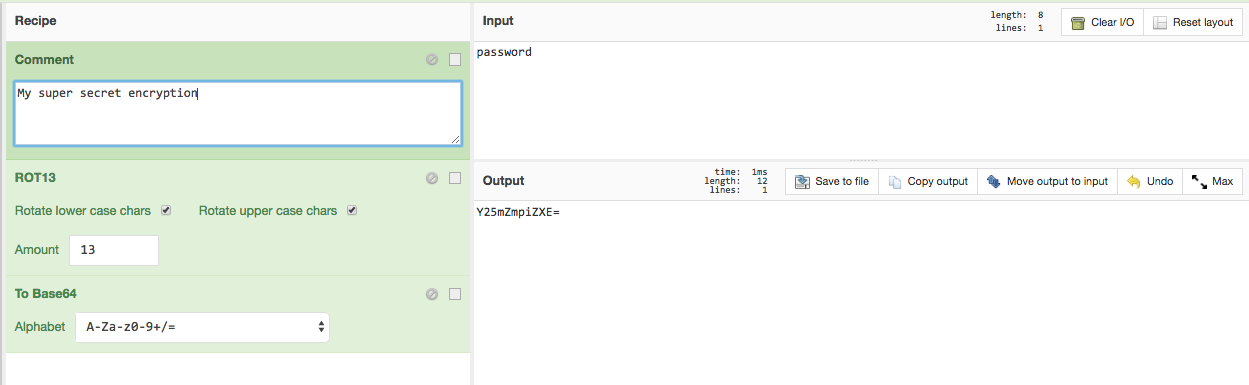 Recipe
Comment
My super secret encryption
ROT13
Rotate lower case chars Rotate upper case chars
Amount 13
To Base64
Alphabet A-Za-z0-9+/=
Input
length: 8
lines: 1
Clear I/O Reset layout
password
Output
time: 1ms
length: 12
lines: 1
Save to file Copy output Move output to input Undo Max
Y25mZmpiZXE=